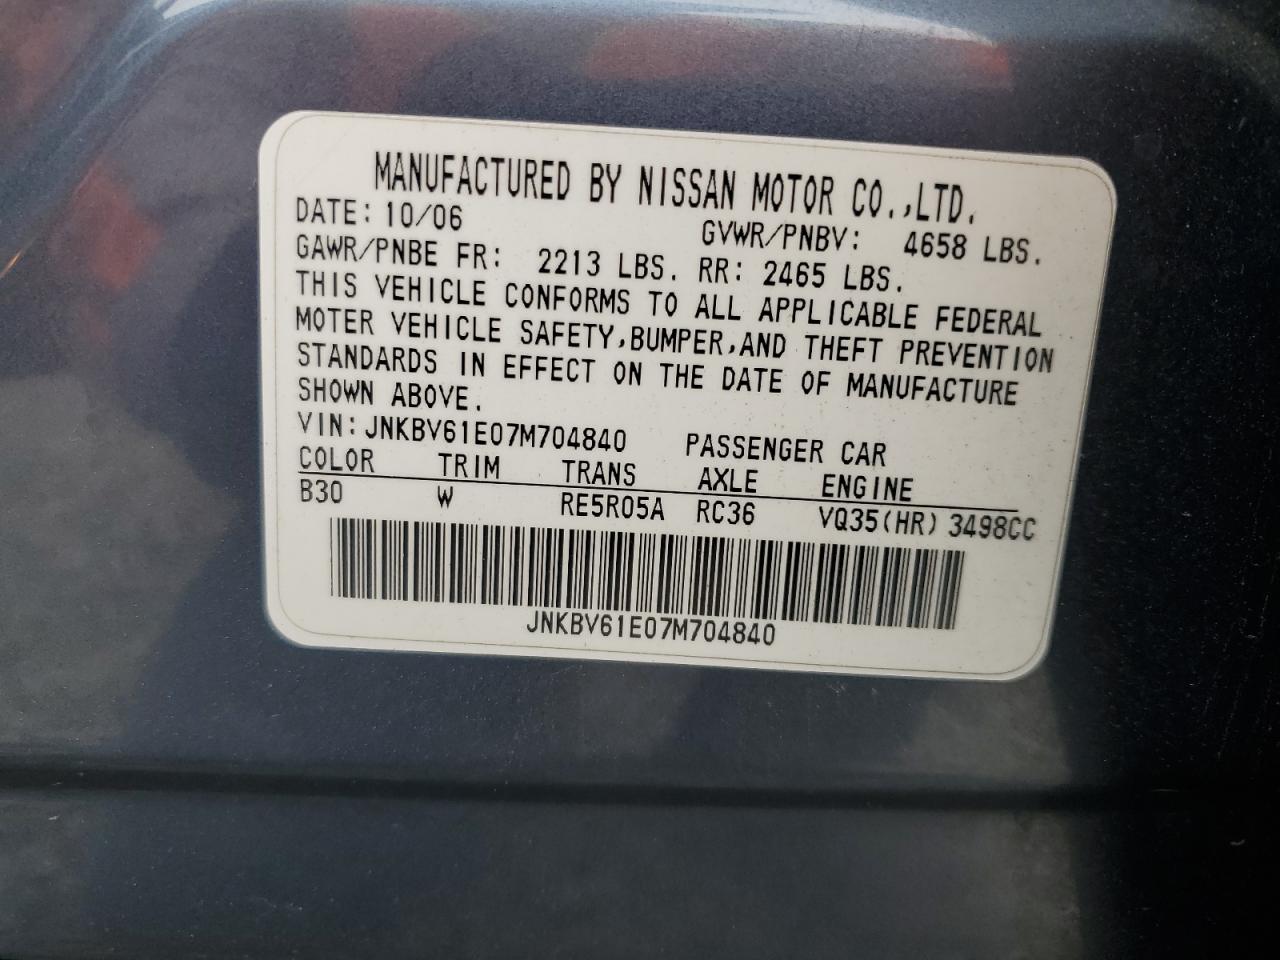 MANUFACTURED BY NISSAN MOTOR CO.,LTD.
DATE: 10/06 GVWR/PNBV: 4658 LBS.
GAWR/PNBE FR: 2213 LBS. RR: 2465 LBS.
THIS VEHICLE CONFORMS TO ALL APPLICABLE FEDERAL
MOTER VEHICLE SAFETY,BUMPER,AND THEFT PREVENTION
STANDARDS IN EFFECT ON THE DATE OF MANUFACTURE
SHOWN ABOVE.
VIN: JNKBV61E07M704840 PASSENGER CAR
COLOR TRIM TRANS AXLE ENGINE
B30 W RE5R05A RC36 VQ35(HR) 3498CC
JNKBV61E07M704840